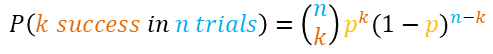 P(k success in n trials) = (n k) p^k (1 − p)^{n−k}